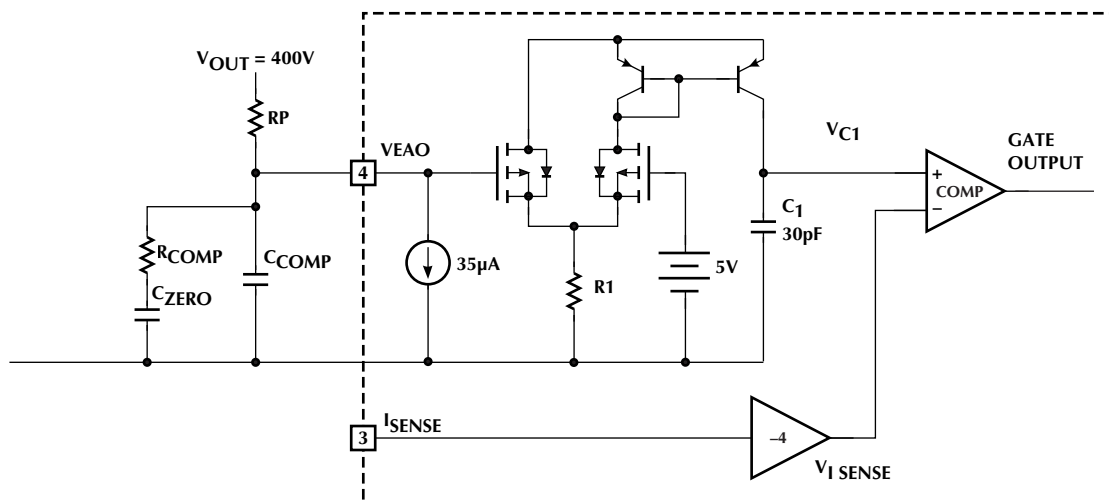 VOUT = 400V
RP
VEAO
4
RCOMP
CZERO
CCOMP
35µA
R1
5V
VC1
C1
30pF
+
COMP
–
GATE
OUTPUT
3
ISENSE
–4
VI SENSE